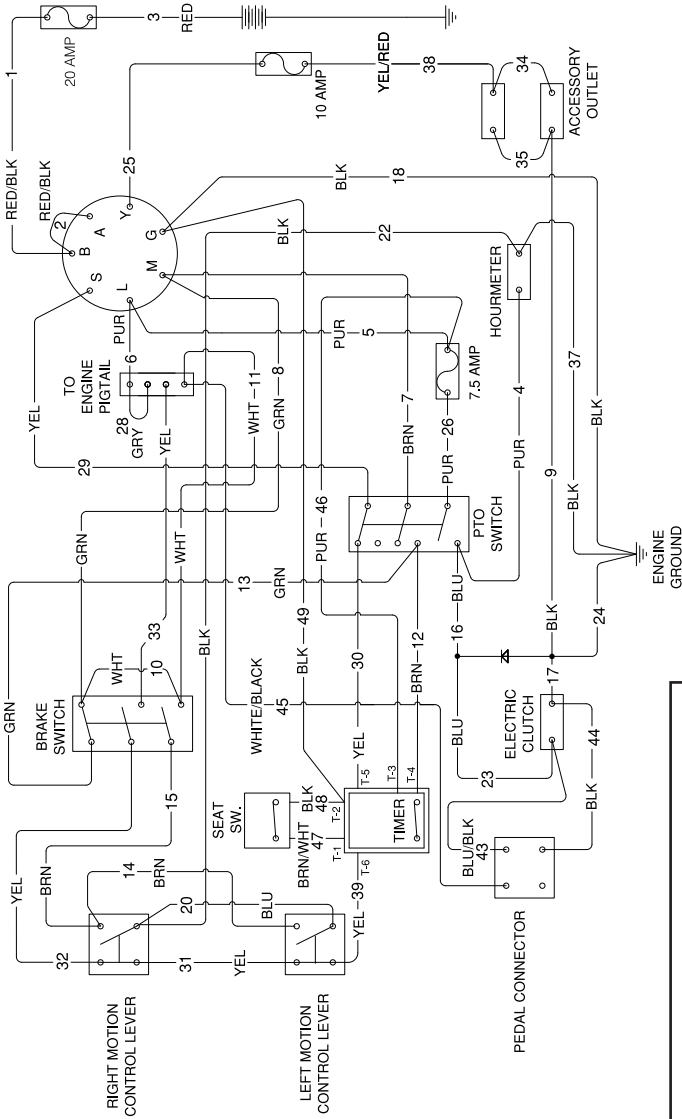 RED/BLK
1
20 AMP
3
RED
RED/BLK
2
B
A
S
Y
L
G
M
25
10 AMP
YEL/RED
38
34
35
ACCESSORY
OUTLET
BLK
18
BLK
22
HOURMETER
YEL
29
PUR
6
TO
ENGINE
PIGTAIL
28
GRY
YEL
WHT
11
GRN
8
BRN
7
PUR
5
7.5 AMP
PUR
26
PUR
46
PUR
4
9
BLK
37
BLK
PTO
SWITCH
ENGINE
GROUND
GRN
WHT
33
GRN
13
BLK
WHT
10
BRAKE
SWITCH
GRN
15
WHITE/BLACK
45
BLK
49
YEL
30
BRN
12
BLU
16
BLU
23
BLK
17
24
ELECTRIC
CLUTCH
44
BLK
BLU/BLK
43
PEDAL CONNECTOR
SEAT
SW.
BLK
48
BRN/WHT
47
T-1
T-2
T-3
T-4
T-5
T-6
TIMER
YEL
39
YEL
BRN
14
BRN
20
BLU
32
31
YEL
RIGHT MOTION
CONTROL LEVER
LEFT MOTION
CONTROL LEVER